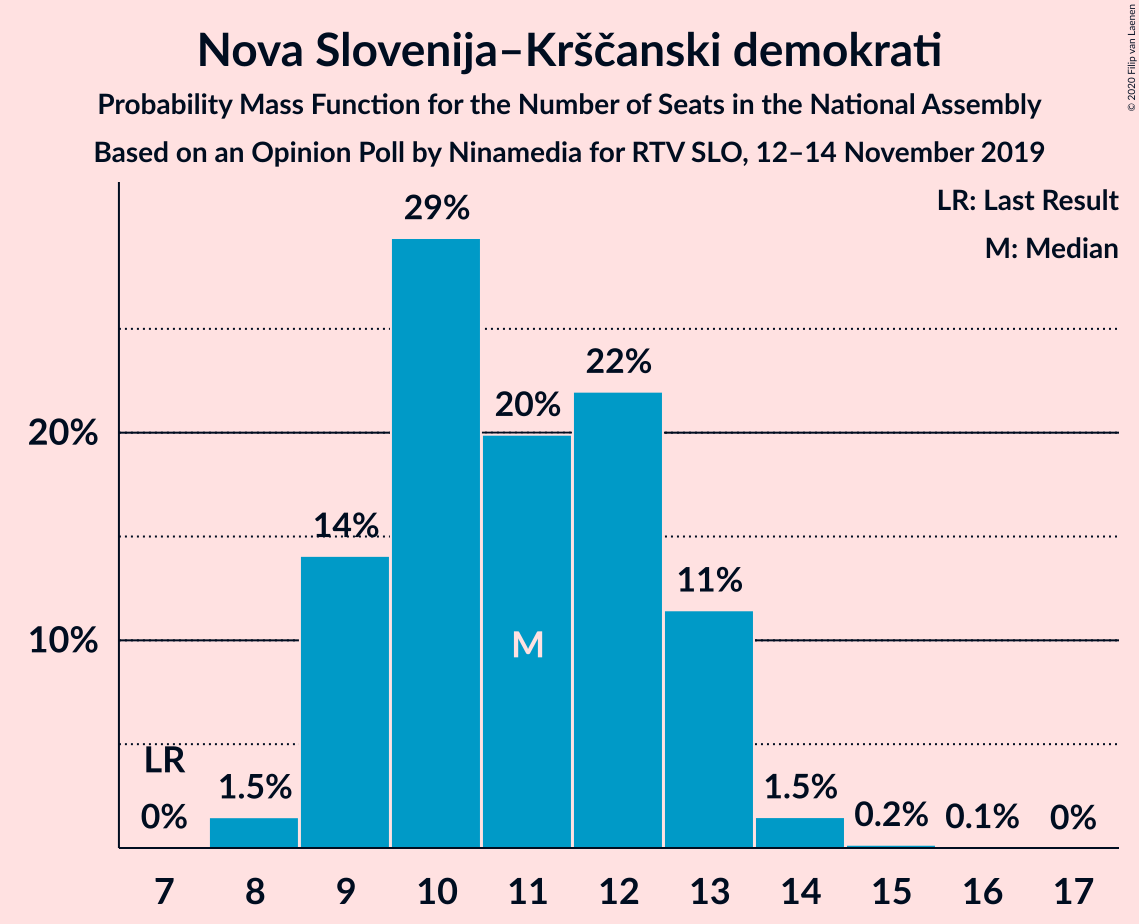 Nova Slovenija–Krščanski demokrati
Probability Mass Function for the Number of Seats in the National Assembly
Based on an Opinion Poll by Ninamedia for RTV SLO, 12–14 November 2019
© 2020 Filip van Laenen
LR: Last Result
M: Median
29%
22%
20%
20%
14%
11%
10%
M
LR
0%
1.5%
1.5%
0.2%
0.1%
0%
7 8 9 10 11 12 13 14 15 16 17